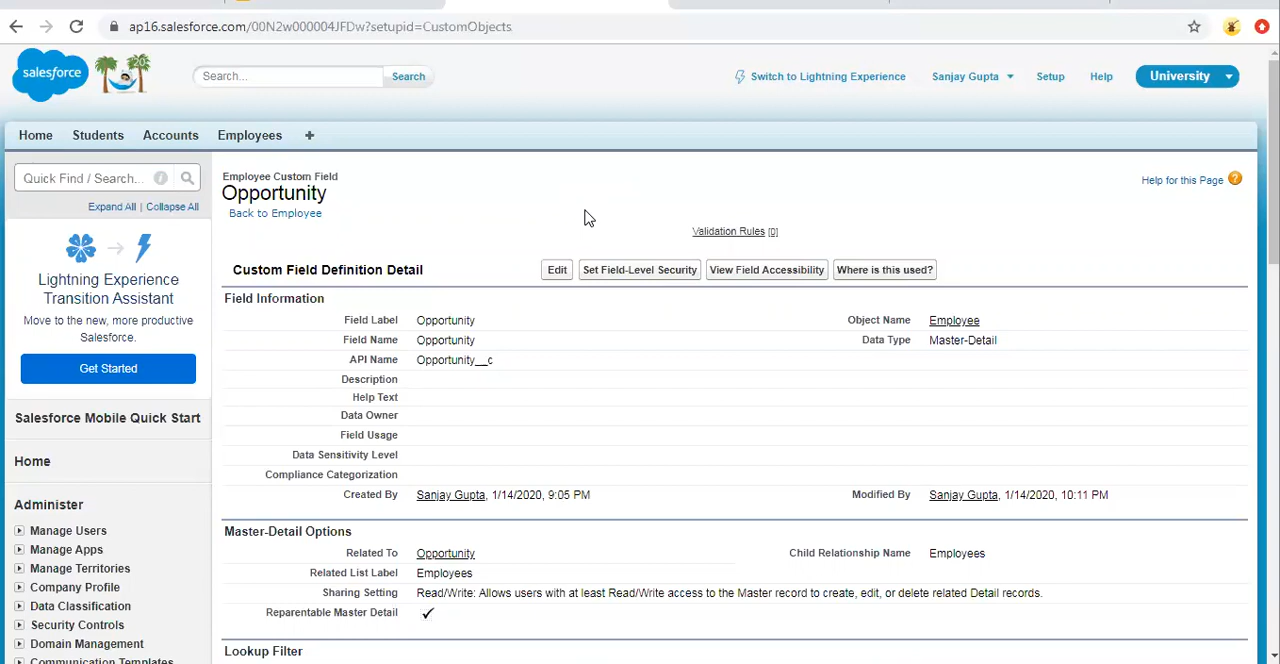 ap16.salesforce.com/00N2w000004JFDw?setupid=CustomObjects
salesforce
Search...
Search
Switch to Lightning Experience
Sanjay Gupta
Setup
Help
University
Home
Students
Accounts
Employees
+
Quick Find / Search...
Expand All | Collapse All
Lightning Experience
Transition Assistant
Move to the new, more productive
Salesforce.
Get Started
Salesforce Mobile Quick Start
Home
Administer
Manage Users
Manage Apps
Manage Territories
Company Profile
Data Classification
Security Controls
Domain Management
Communication Templates
Employee Custom Field
Opportunity
Back to Employee
Help for this Page ?
Validation Rules [0]
Custom Field Definition Detail
Edit
Set Field-Level Security
View Field Accessibility
Where is this used?
Field Information
Field Label Opportunity Object Name Employee
Field Name Opportunity Data Type Master-Detail
API Name Opportunity__c
Description
Help Text
Data Owner
Field Usage
Data Sensitivity Level
Compliance Categorization
Created By Sanjay Gupta, 1/14/2020, 9:05 PM Modified By Sanjay Gupta, 1/14/2020, 10:11 PM
Master-Detail Options
Related To Opportunity Child Relationship Name Employees
Related List Label Employees
Sharing Setting Read/Write: Allows users with at least Read/Write access to the Master record to create, edit, or delete related Detail records.
Reparentable Master Detail ✓
Lookup Filter